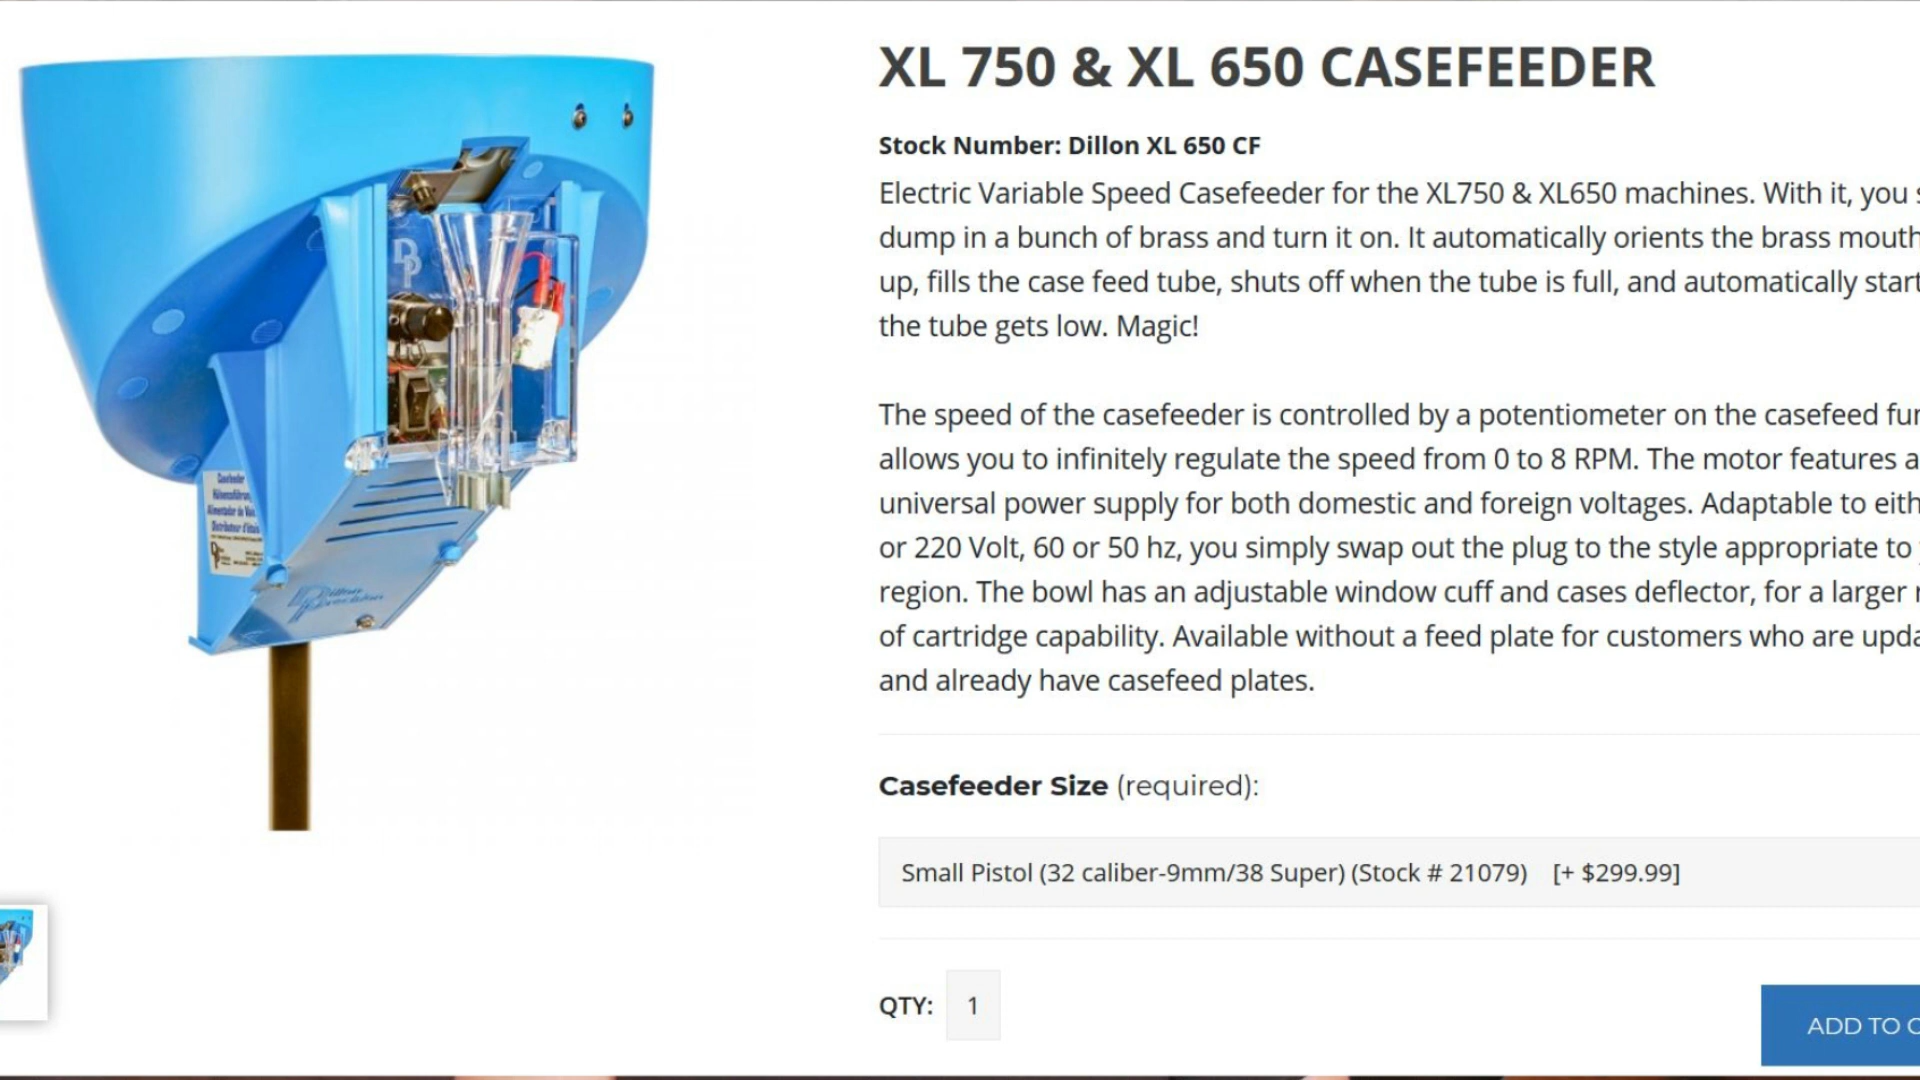 XL 750 & XL 650 CASEFEEDER
Stock Number: Dillon XL 650 CF
Electric Variable Speed Casefeeder for the XL750 & XL650 machines. With it, you
dump in a bunch of brass and turn it on. It automatically orients the brass mouth
up, fills the case feed tube, shuts off when the tube is full, and automatically start
the tube gets low. Magic!
The speed of the casefeeder is controlled by a potentiometer on the casefeed
allows you to infinitely regulate the speed from 0 to 8 RPM. The motor features a
universal power supply for both domestic and foreign voltages. Adaptable to
or 220 Volt, 60 or 50 hz, you simply swap out the plug to the style appropriate to
region. The bowl has an adjustable window cuff and cases deflector, for a larger
of cartridge capability. Available without a feed plate for customers who are
and already have casefeed plates.
Casefeeder Size (required):
Small Pistol (32 caliber-9mm/38 Super) (Stock # 21079) [+ $299.99]
QTY: 1
ADD TO
DP
Casefeeder
Dillon
Precision